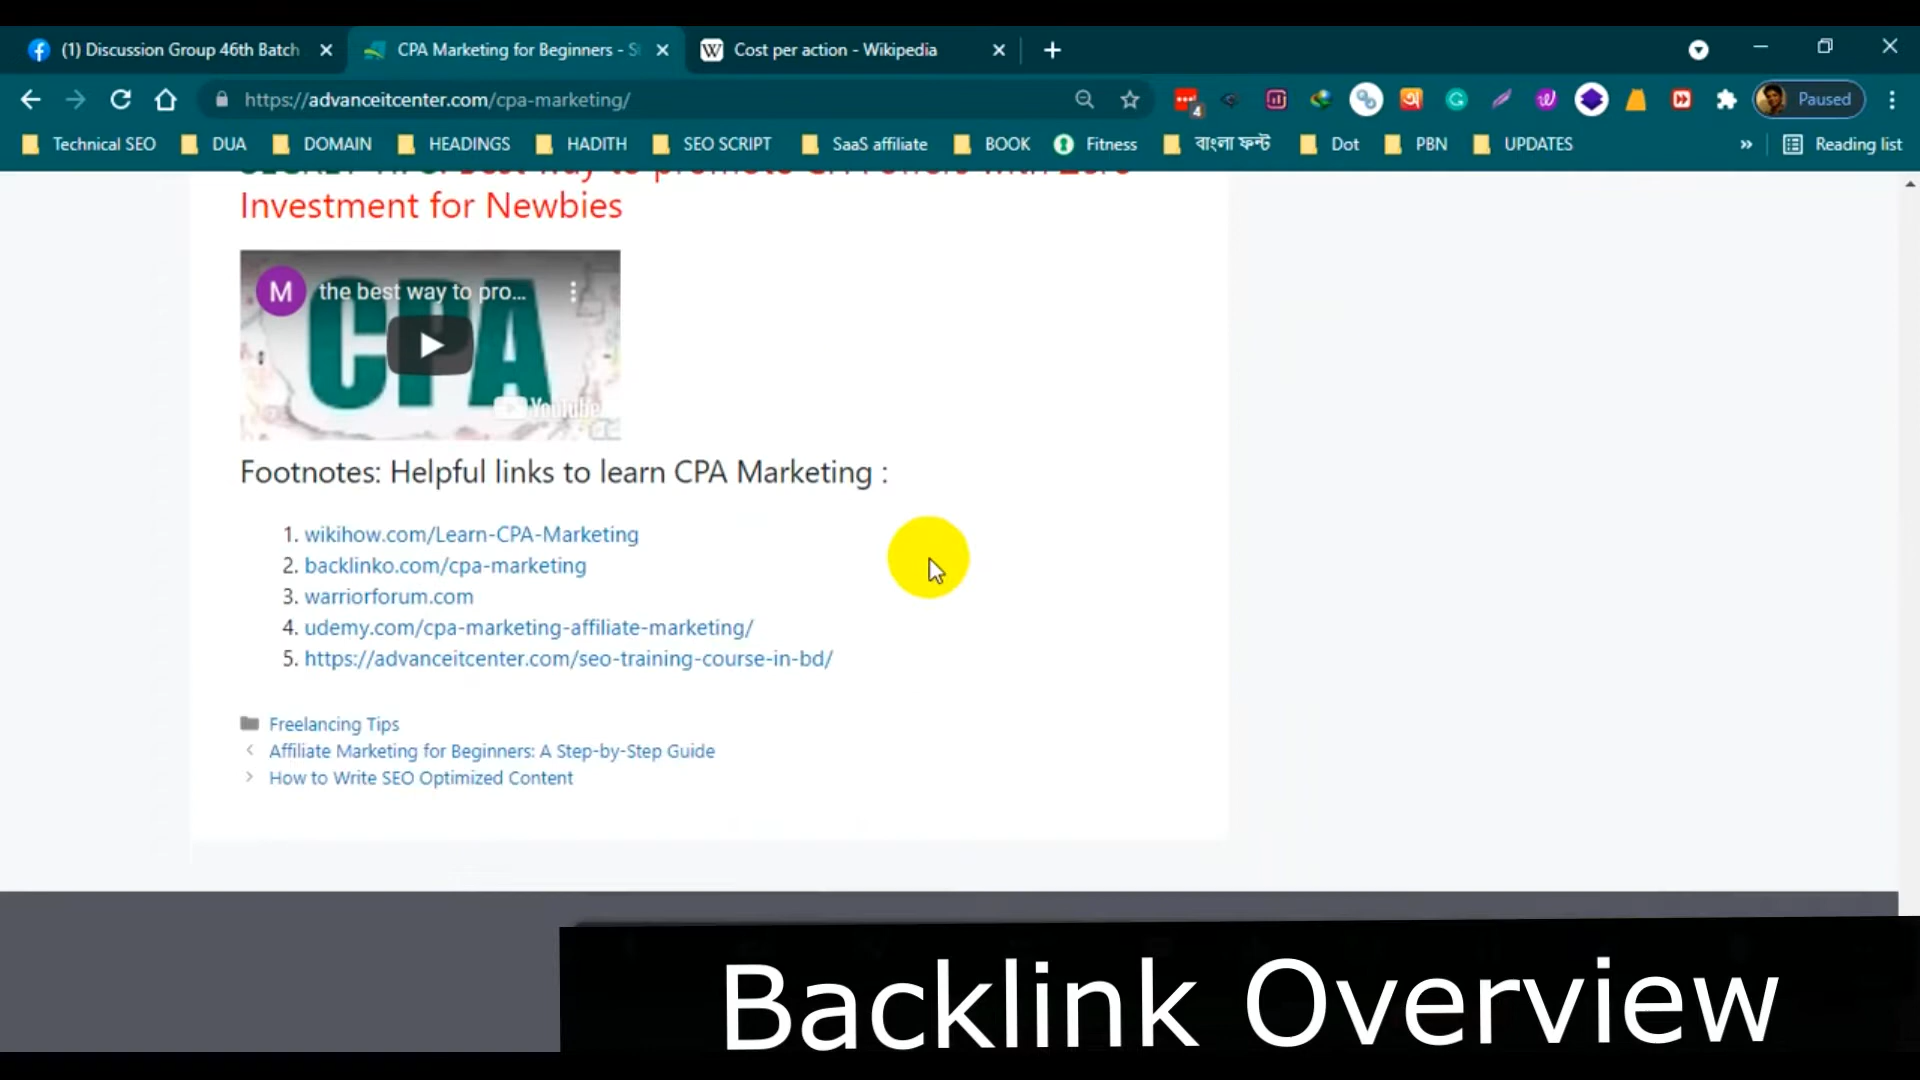 (1) Discussion Group 46th Batch
CPA Marketing for Beginners - S
Cost per action - Wikipedia
https://advanceitcenter.com/cpa-marketing/
4
Paused
Technical SEO
DUA
DOMAIN
HEADINGS
HADITH
SEO SCRIPT
SaaS affiliate
BOOK
Fitness
বাংলা ফন্ট
Dot
PBN
UPDATES
»
Reading list
Investment for Newbies
M
the best way to pro...
CPA
YouTube
Footnotes: Helpful links to learn CPA Marketing :
1. wikihow.com/Learn-CPA-Marketing
2. backlinko.com/cpa-marketing
3. warriorforum.com
4. udemy.com/cpa-marketing-affiliate-marketing/
5. https://advanceitcenter.com/seo-training-course-in-bd/
Freelancing Tips
Affiliate Marketing for Beginners: A Step-by-Step Guide
How to Write SEO Optimized Content
Backlink Overview